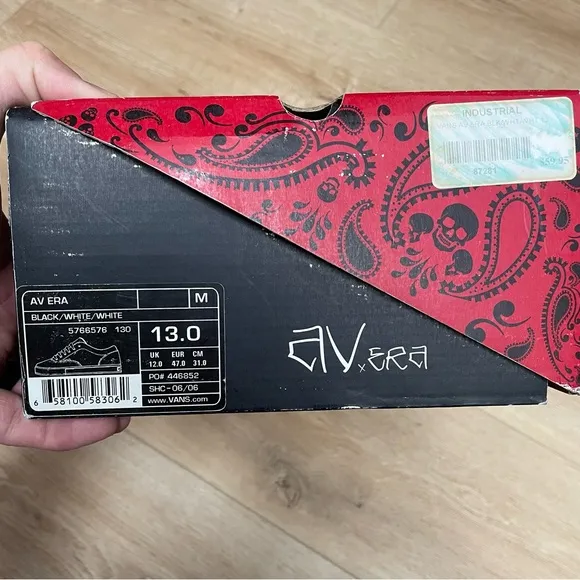 INDUSTRIAL
67281
AV ERA
M
BLACK/WHITE/WHITE
5766576 130
13.0
UK EUR CM
12.0 47.0 31.0
PO# 446852
SHC-06/06
www.VANS.com
6 58100 58306 2
AV x ERA